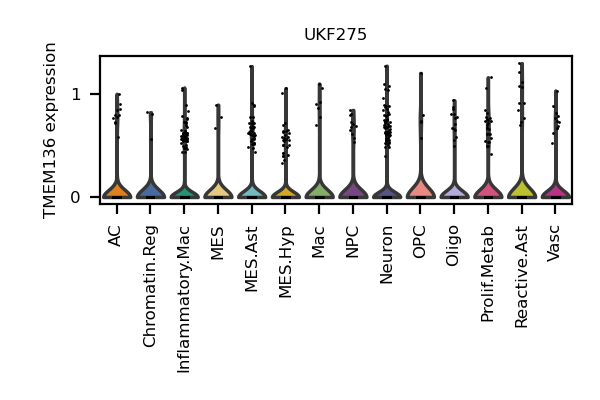 UKF275
TMEM136 expression
1
0
AC
Chromatin.Reg
Inflammatory.Mac
MES
MES.Ast
MES.Hyp
Mac
NPC
Neuron
OPC
Oligo
Prolif.Metab
Reactive.Ast
Vasc